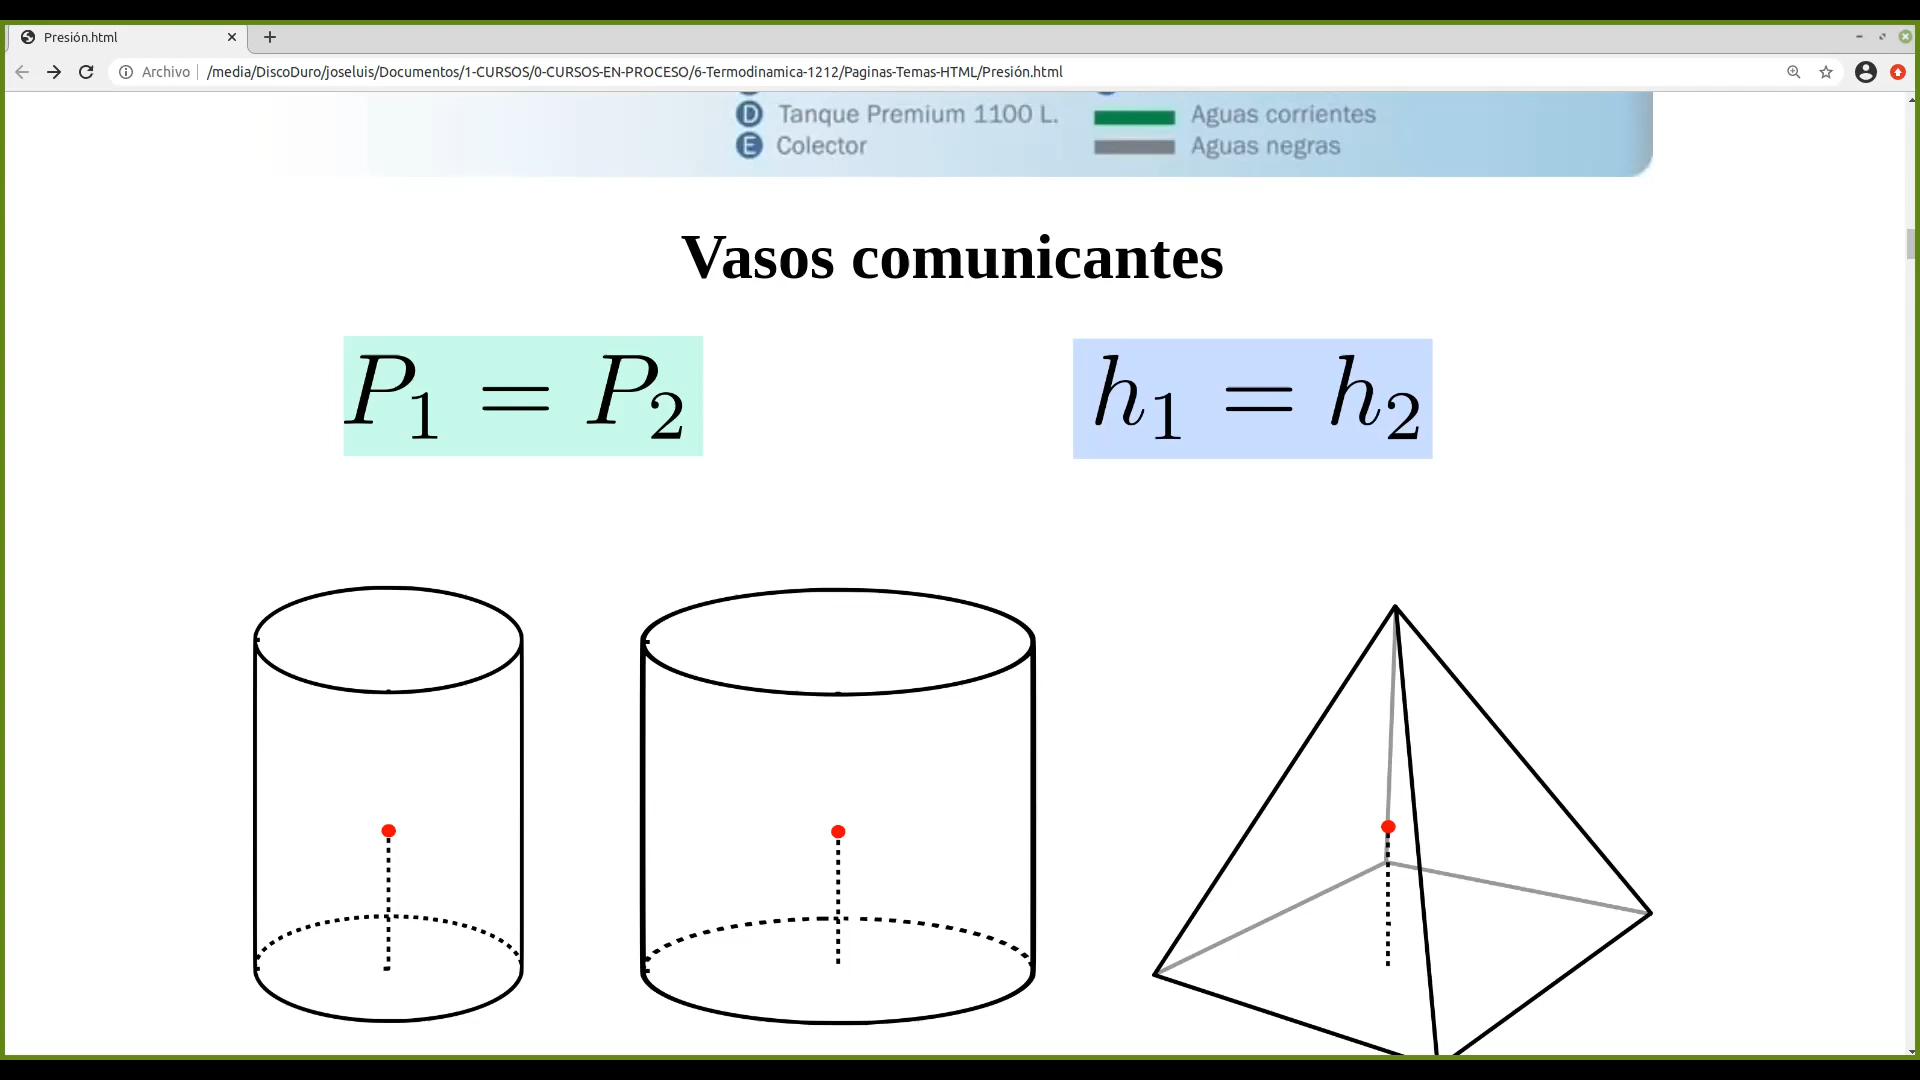 Presión.html
Archivo /media/DiscoDuro/joseluis/Documentos/1-CURSOS/0-CURSOS-EN-PROCESO/6-Termodinamica-1212/Paginas-Temas-HTML/Presión.html
D Tanque Premium 1100 L.
E Colector
Aguas corrientes
Aguas negras
Vasos comunicantes
P₁ = P₂
h₁ = h₂